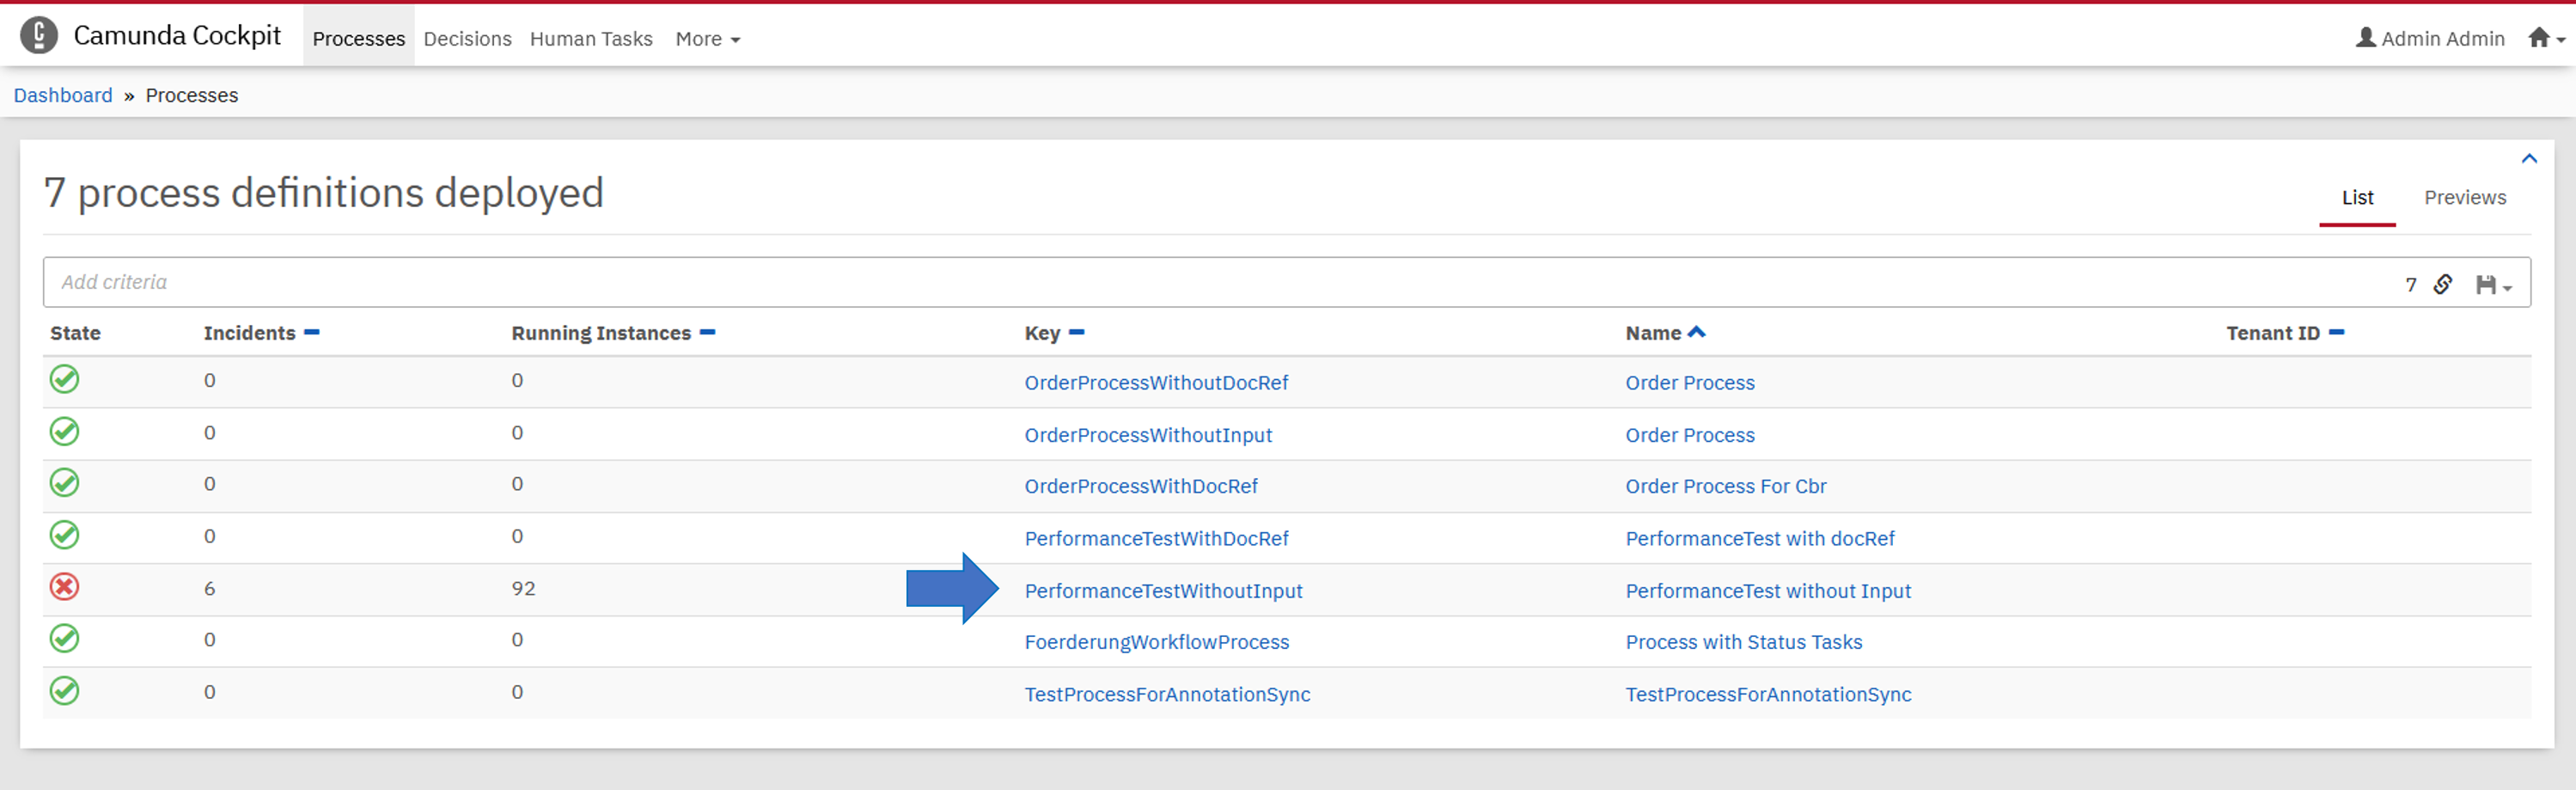 Camunda Cockpit Processes Decisions Human Tasks More Admin Admin
Dashboard » Processes
7 process definitions deployed
List Previews
Add criteria 7
State Incidents Running Instances Key Name Tenant ID
0 0 OrderProcessWithoutDocRef Order Process
0 0 OrderProcessWithoutInput Order Process
0 0 OrderProcessWithDocRef Order Process For Cbr
0 0 PerformanceTestWithDocRef PerformanceTest with docRef
6 92 PerformanceTestWithoutInput PerformanceTest without Input
0 0 FoerderungWorkflowProcess Process with Status Tasks
0 0 TestProcessForAnnotationSync TestProcessForAnnotationSync